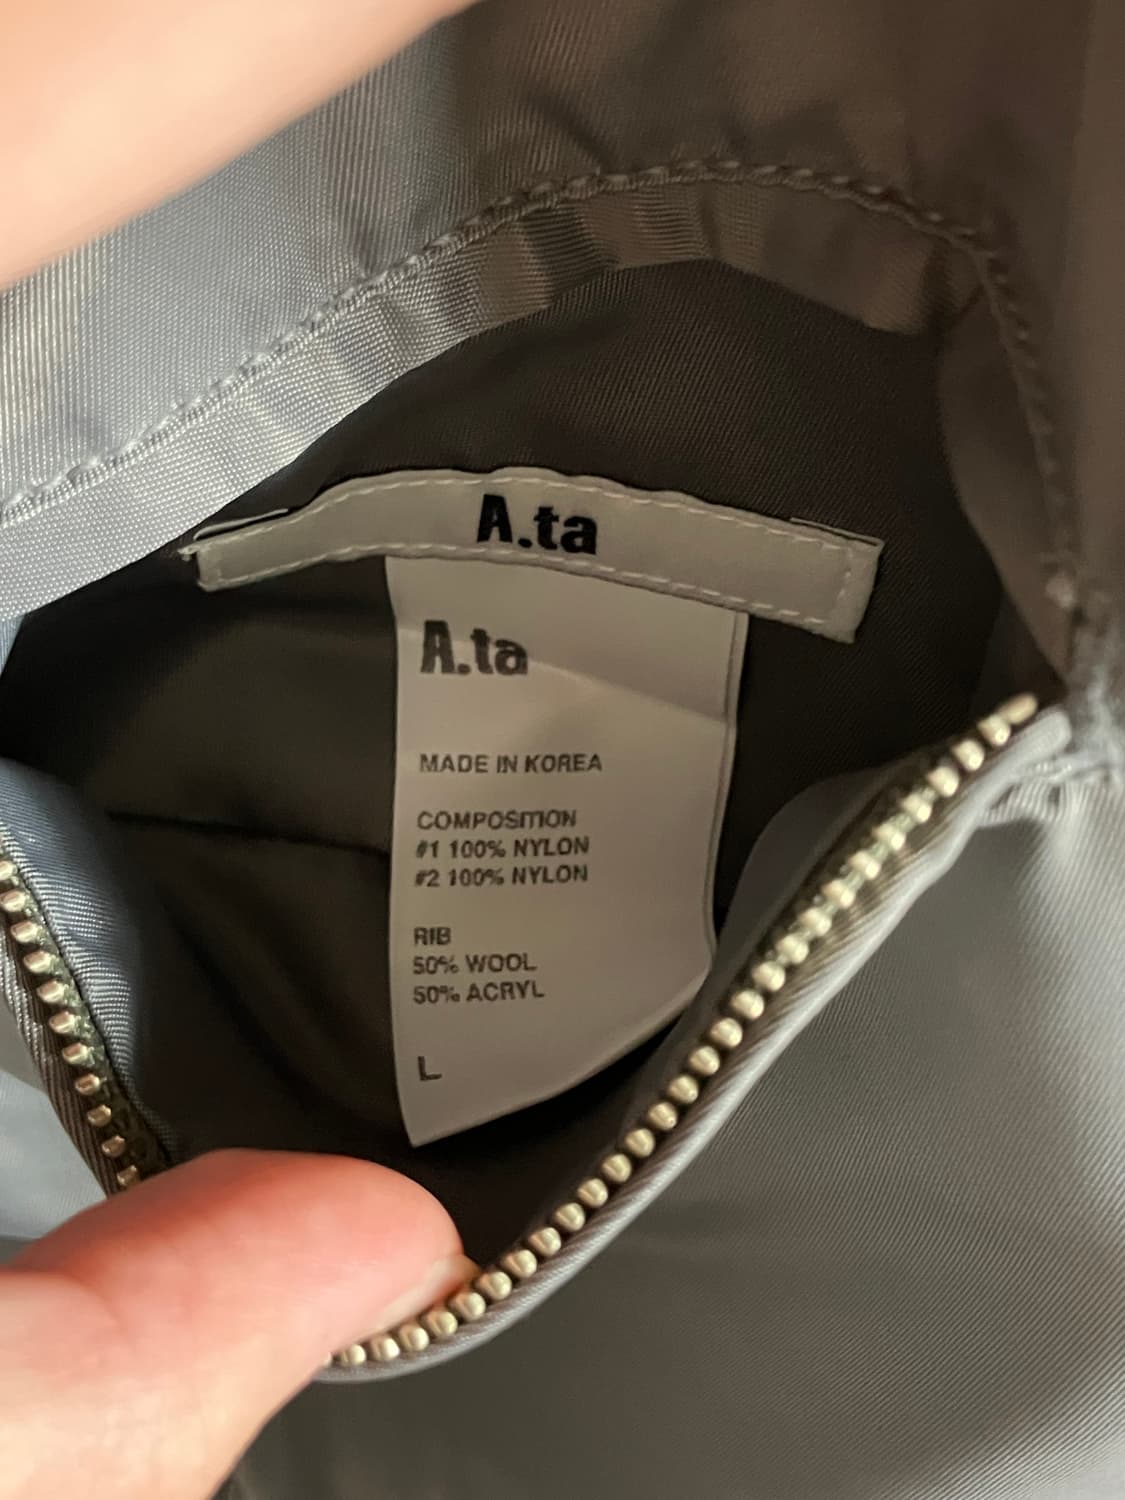 A.ta
A.ta
MADE IN KOREA
COMPOSITION
#1 100% NYLON
#2 100% NYLON
RIB
50% WOOL
50% ACRYL
L